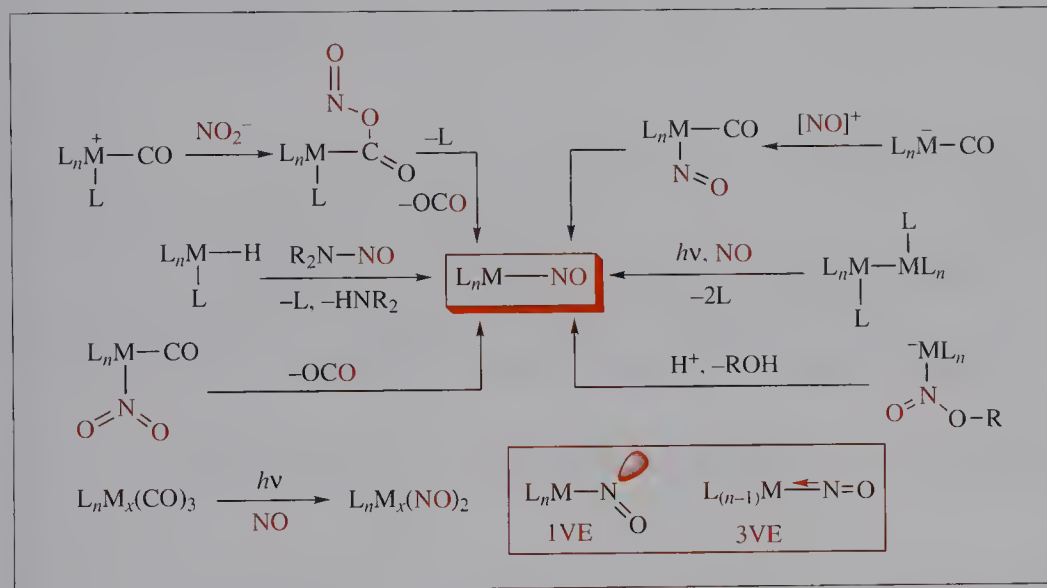 L_nM⁺—CO
L
NO₂⁻
O
N
O
L_nM—C
O
L
–L
–OCO
L_nM—CO
N=O
[NO]⁺
L_nM⁻—CO
L_nM—H
L
R₂N—NO
–L, –HNR₂
L_nM—NO
hν, NO
–2L
L
L_nM—ML_n
L
L_nM—CO
N
O O
–OCO
H⁺, –ROH
⁻ML_n
N
O O–R
L_nM_x(CO)₃
hν
NO
L_nM_x(NO)₂
L_nM—N
O
1VE
L_(n–1)M=N=O
3VE